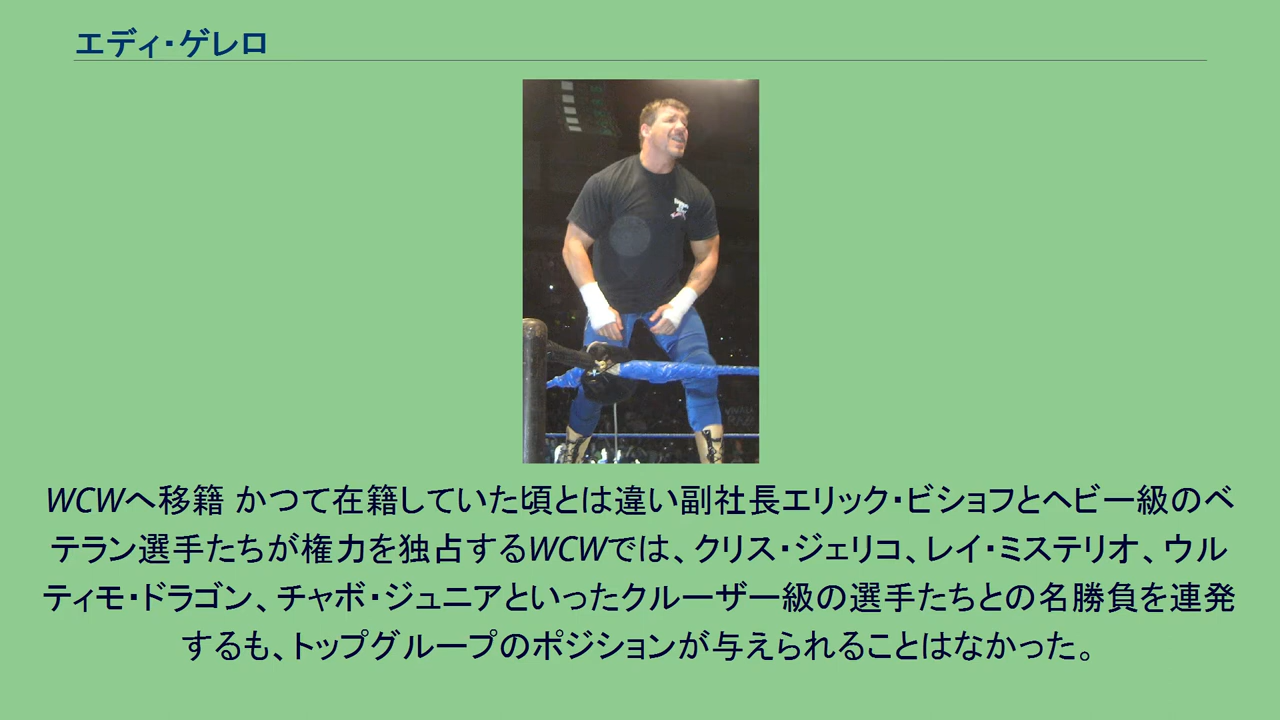 エディ・ゲレロ
WCWへ移籍 かつて在籍していた頃とは違い副社長エリック・ビショフとヘビー級のベ
テラン選手たちが権力を独占するWCWでは、クリス・ジェリコ、レイ・ミステリオ、ウル
ティモ・ドラゴン、チャボ・ジュニアといったクルーザー級の選手たちとの名勝負を連発
するも、トップグループのポジションが与えられることはなかった。